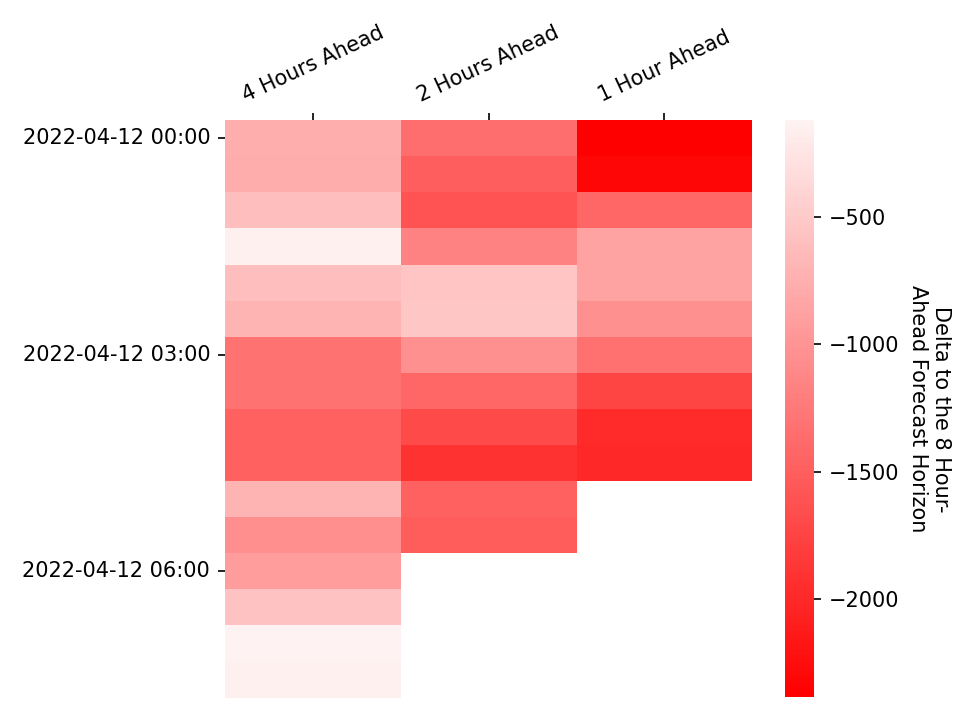 4 Hours Ahead
2 Hours Ahead
1 Hour Ahead
2022-04-12 00:00
2022-04-12 03:00
2022-04-12 06:00
−500
−1000
−1500
−2000
Delta to the 8 Hour-
Ahead Forecast Horizon